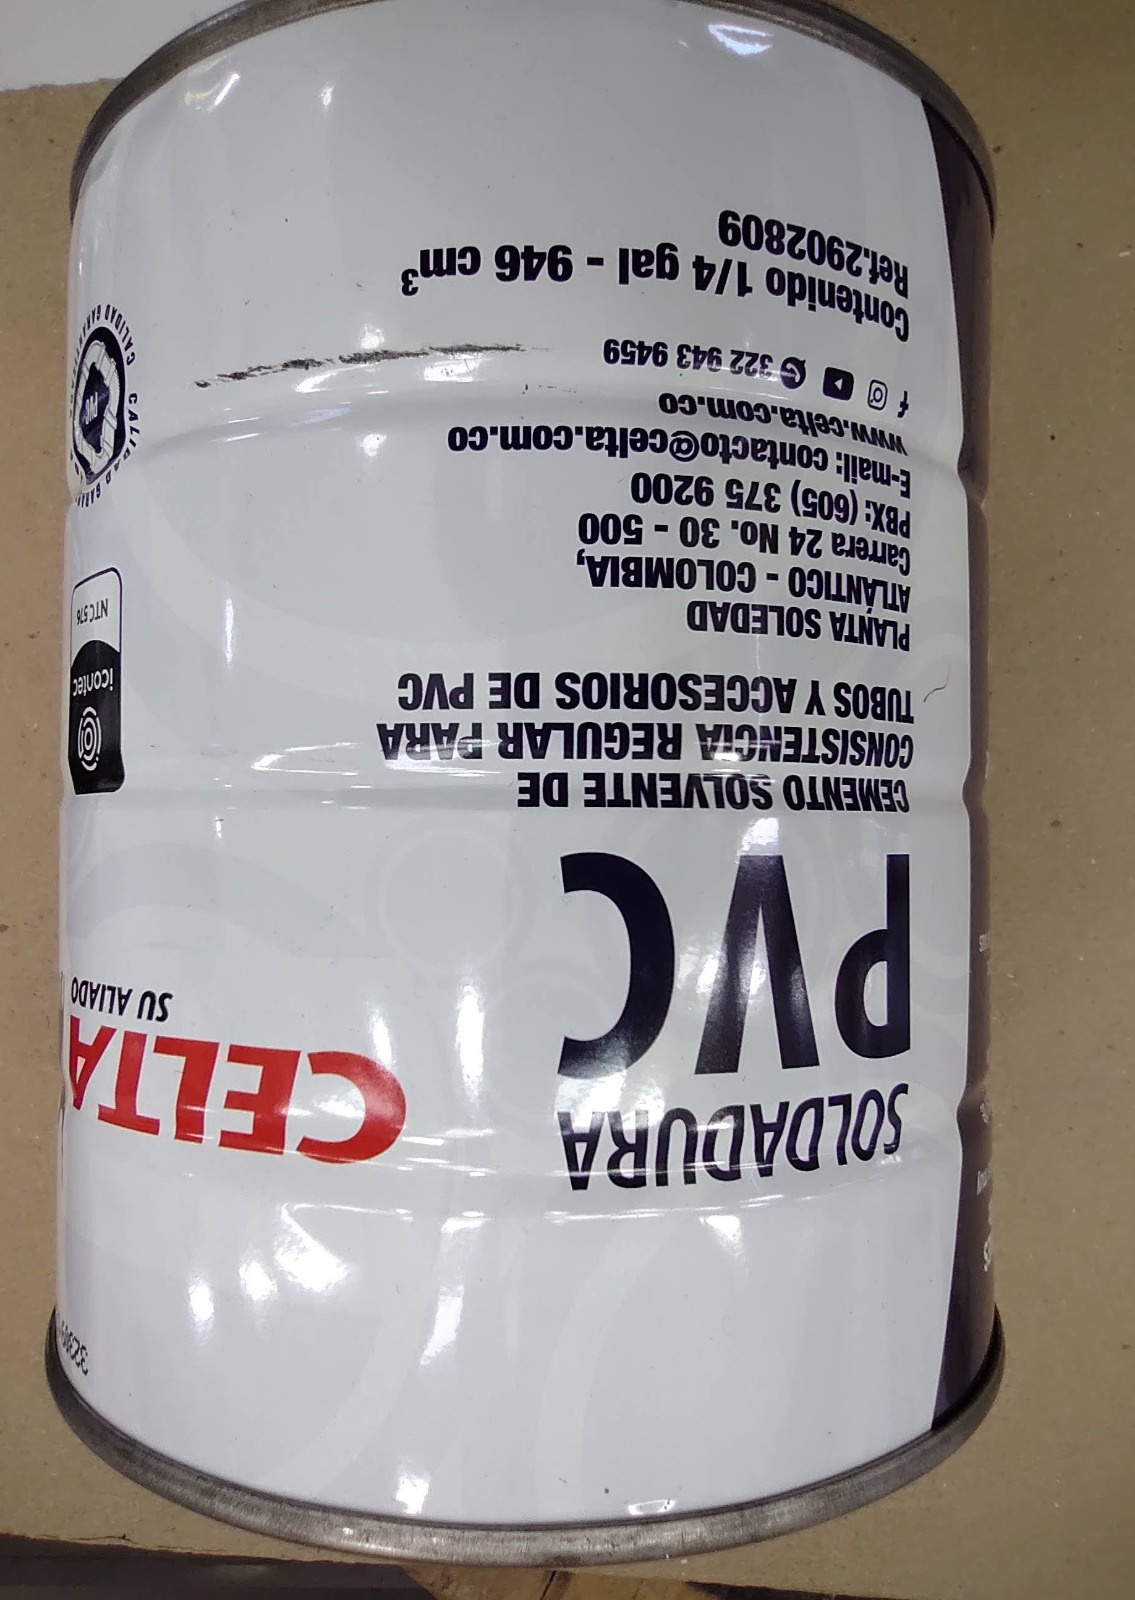 SOLDADURA
PVC
CELTA
SU ALIADO
CEMENTO SOLVENTE DE
CONSISTENCIA REGULAR PARA
TUBOS Y ACCESORIOS DE PVC
PLANTA SOLEDAD
ATLÁNTICO - COLOMBIA,
Carrera 24 No. 30 - 500
PBX: (605) 375 9200
E-mail: contacto@celta.com.co
www.celta.com.co
322 943 9459
Contenido 1/4 gal - 946 cm³
Ref.2902809
icontec
NTC 576
CALIDAD
CALIDAD